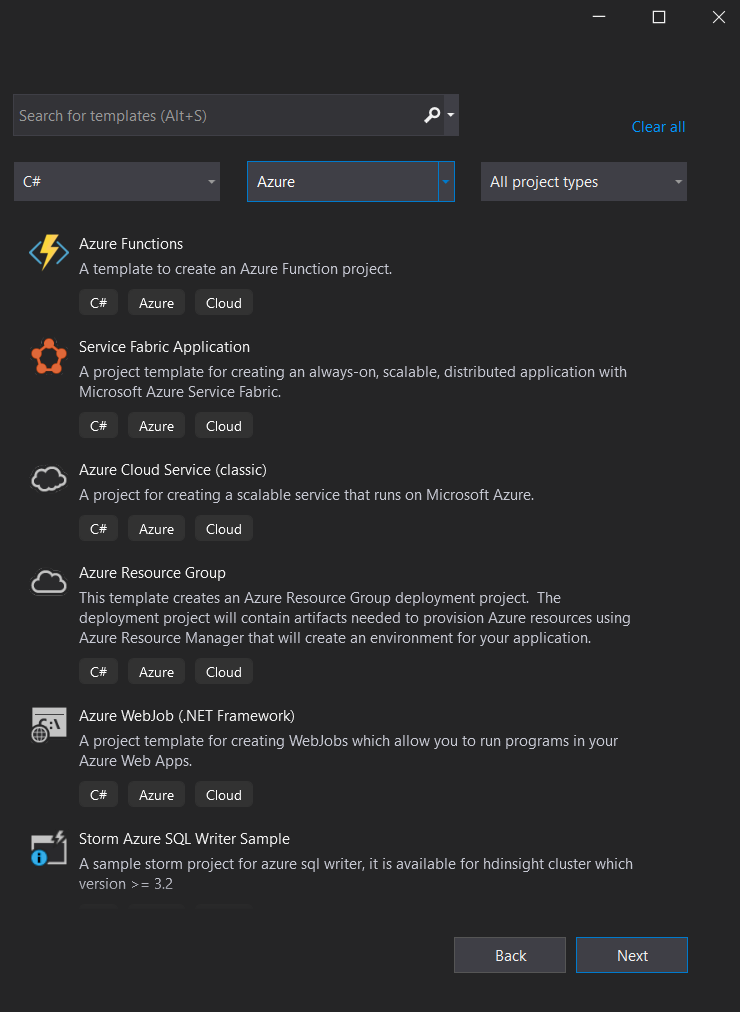 Search for templates (Alt+S)
Clear all
C#
Azure
All project types
Azure Functions
A template to create an Azure Function project.
C#
Azure
Cloud
Service Fabric Application
A project template for creating an always-on, scalable, distributed application with
Microsoft Azure Service Fabric.
C#
Azure
Cloud
Azure Cloud Service (classic)
A project for creating a scalable service that runs on Microsoft Azure.
C#
Azure
Cloud
Azure Resource Group
This template creates an Azure Resource Group deployment project.  The
deployment project will contain artifacts needed to provision Azure resources using
Azure Resource Manager that will create an environment for your application.
C#
Azure
Cloud
Azure WebJob (.NET Framework)
A project template for creating WebJobs which allow you to run programs in your
Azure Web Apps.
C#
Azure
Cloud
Storm Azure SQL Writer Sample
A sample storm project for azure sql writer, it is available for hdinsight cluster which
version >= 3.2
Back
Next